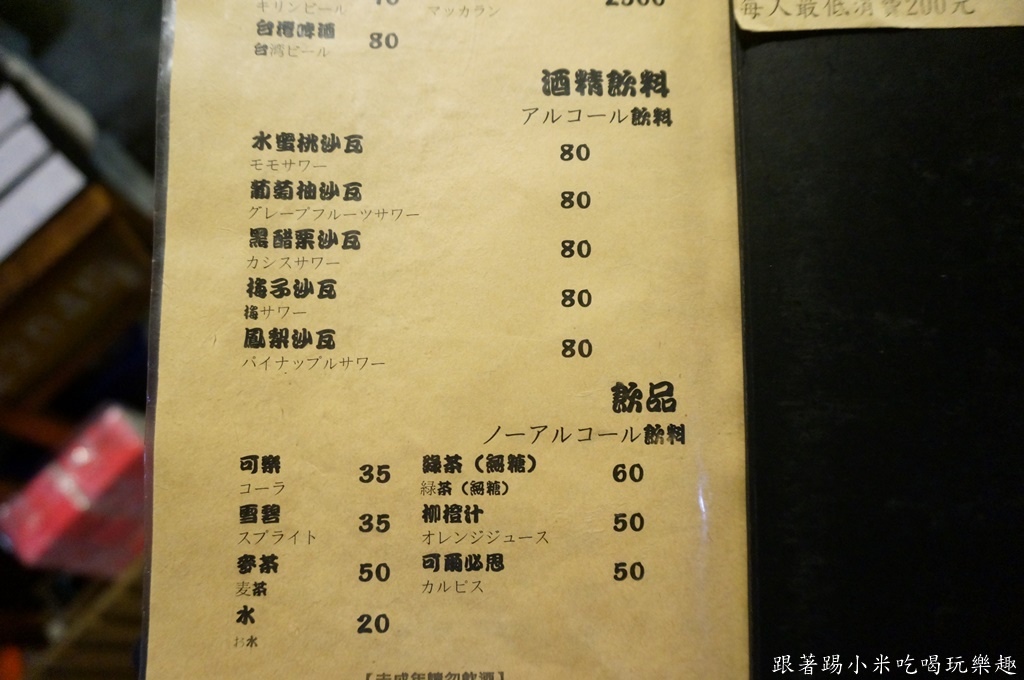 キリンビール
マッカラン 2500
每人最低消費200元
台灣啤酒 80
台湾ビール
酒精飲料
アルコール飲料
水蜜桃沙瓦 80
モモサワー
葡萄柚沙瓦 80
グレープフルーツサワー
黑醋栗沙瓦 80
カシスサワー
梅子沙瓦 80
梅サワー
鳳梨沙瓦 80
パイナップルサワー
飲品
ノーアルコール飲料
可樂 35 綠茶（無糖） 60
コーラ 緑茶（無糖）
雪碧 35 柳橙汁 50
スプライト オレンジジュース
麥茶 50 可爾必思 50
麦茶 カルピス
水 20
お水
【未成年請勿飲酒】
跟著踢小米吃喝玩樂趣